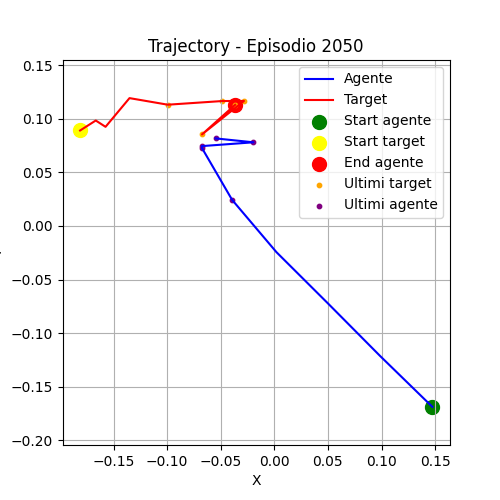 Trajectory - Episodio 2050
Agente
Target
Start agente
Start target
End agente
Ultimi target
Ultimi agente
0.15
0.10
0.05
0.00
−0.05
−0.10
−0.15
−0.20
−0.15
−0.10
−0.05
0.00
0.05
0.10
0.15
X